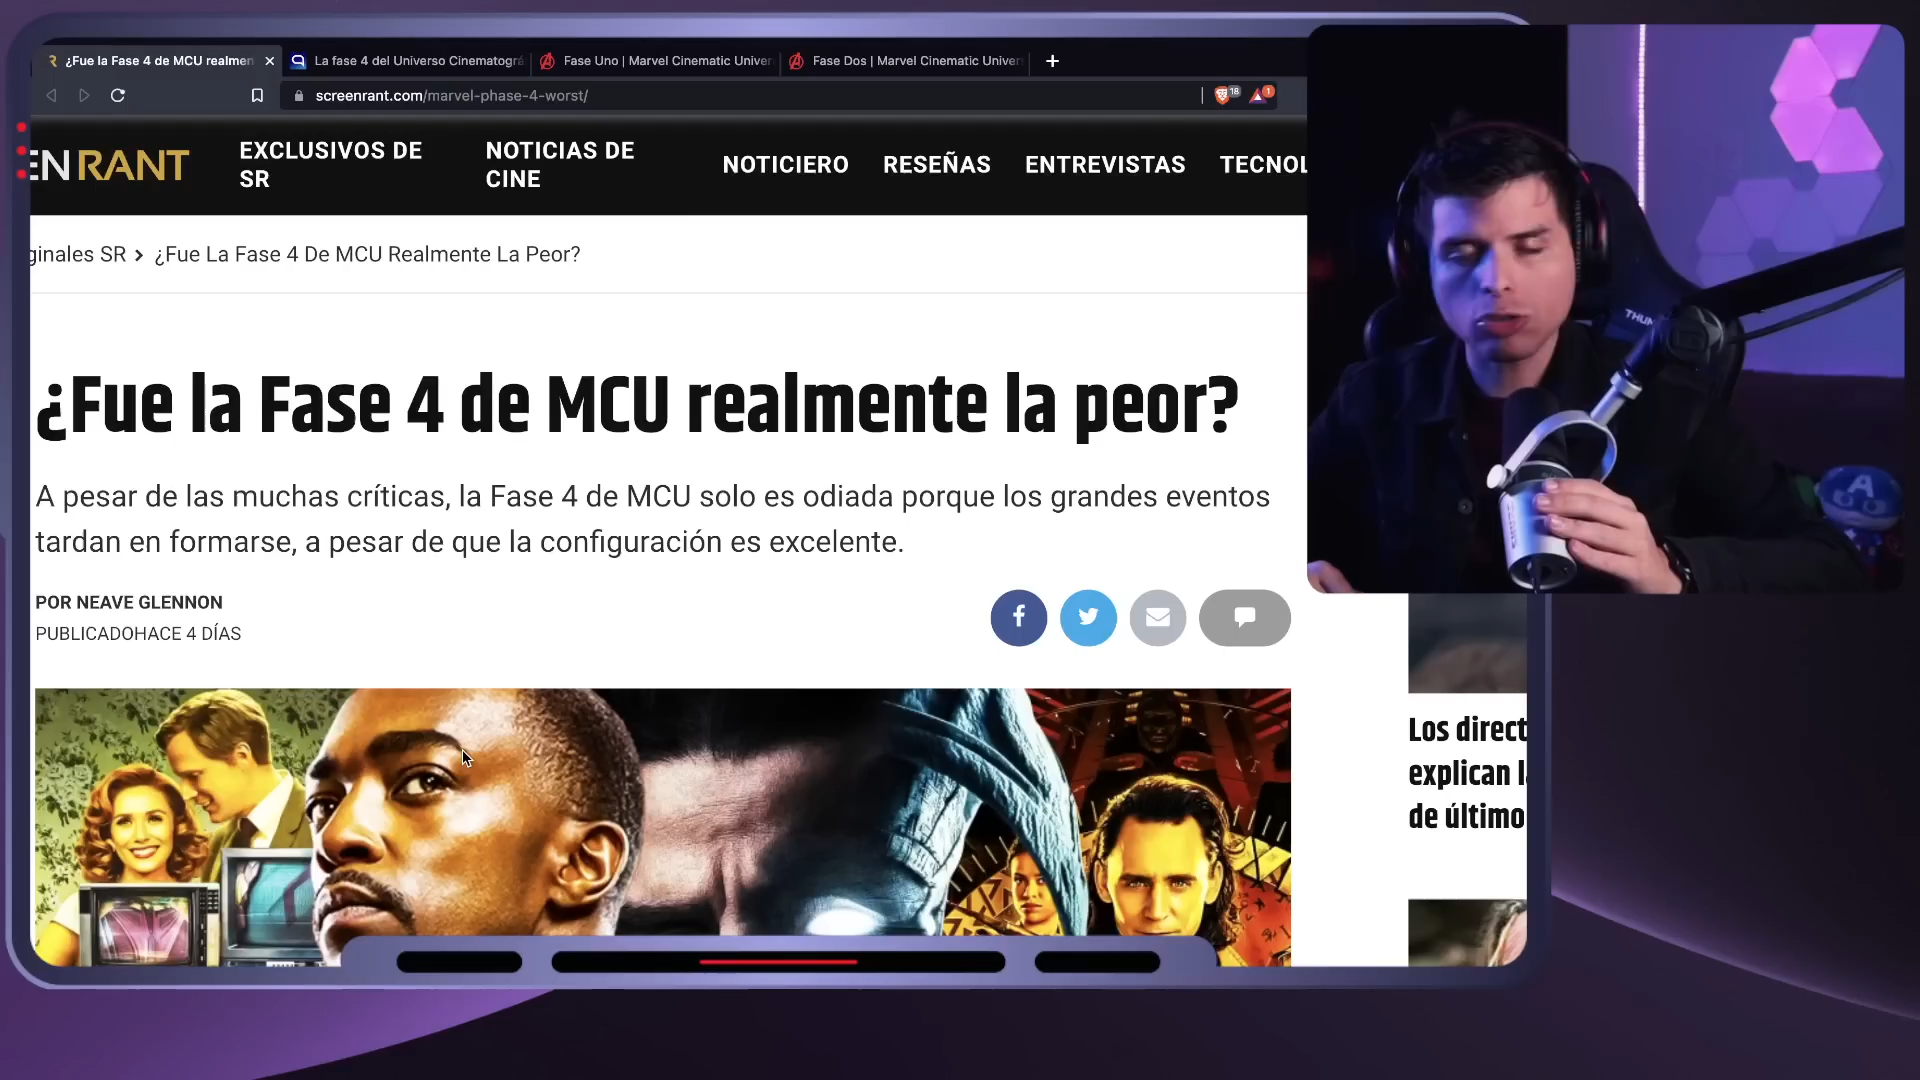 ¿Fue la Fase 4 de MCU realmen
La fase 4 del Universo Cinematográ
Fase Uno | Marvel Cinematic Univer
Fase Dos | Marvel Cinematic Univer
screenrant.com/marvel-phase-4-worst/
18
1
EN RANT
EXCLUSIVOS DE
SR
NOTICIAS DE
CINE
NOTICIERO
RESEÑAS
ENTREVISTAS
TECNOL
ginales SR > ¿Fue La Fase 4 De MCU Realmente La Peor?
¿Fue la Fase 4 de MCU realmente la peor?
A pesar de las muchas críticas, la Fase 4 de MCU solo es odiada porque los grandes eventos
tardan en formarse, a pesar de que la configuración es excelente.
POR NEAVE GLENNON
PUBLICADOHACE 4 DÍAS
Los direct
explican l
de último
THUN
A